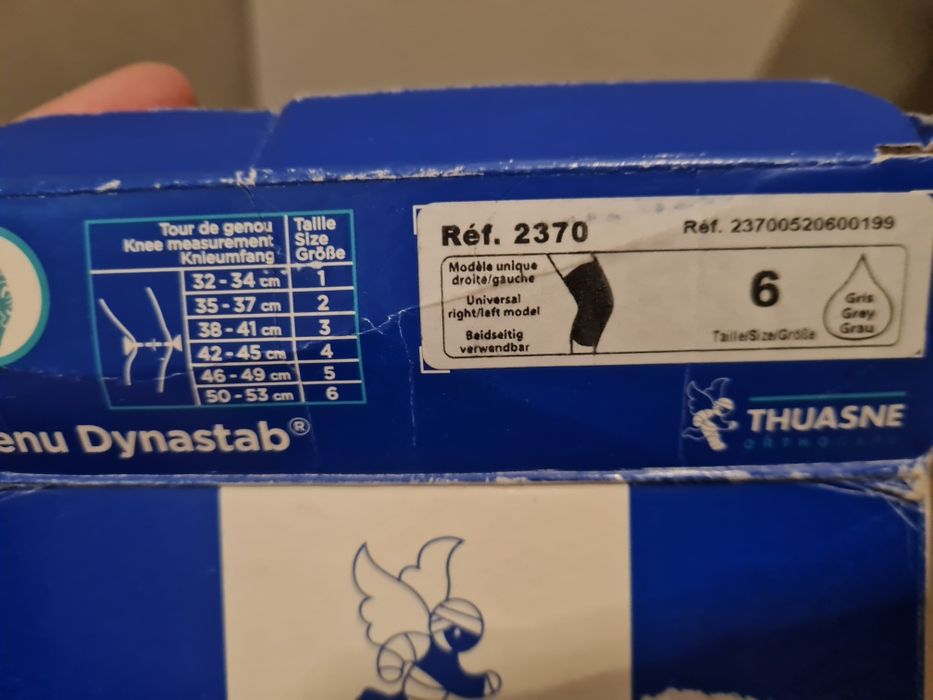 Tour de genou
Knee measurement
Knieumfang
Taille
Size
Größe
32-34 cm 1
35-37 cm 2
38-41 cm 3
42-45 cm 4
46-49 cm 5
50-53 cm 6
enu Dynastab®
Réf. 2370
Réf. 23700520600199
Modèle unique
droite/gauche
Universal
right/left model
Beidseitig
verwendbar
6
Taille/Size/Größe
Gris
Grey
Grau
THUASNE